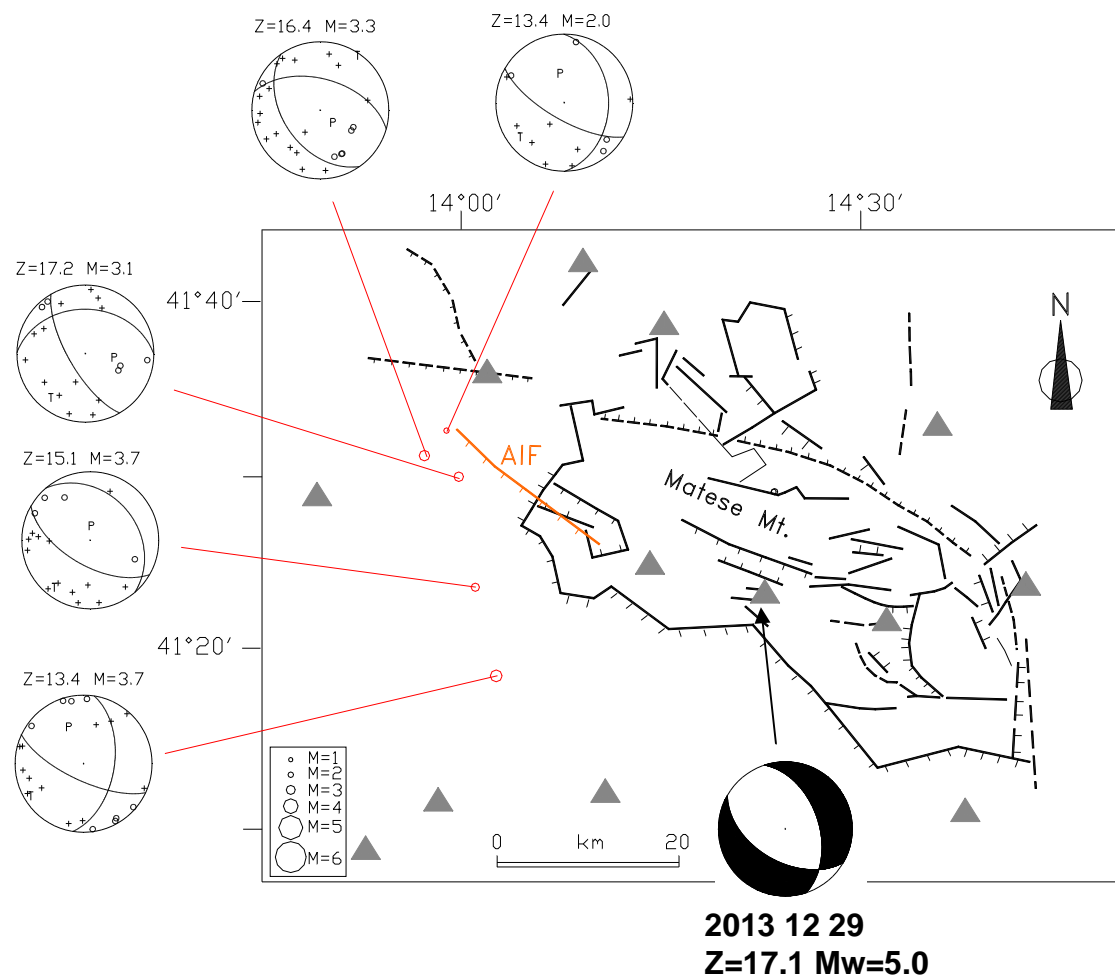 Z=16.4 M=3.3
Z=13.4 M=2.0
T
P
P
T
14°00′
14°30′
Z=17.2 M=3.1
P
T
41°40′
N
AIF
Matese Mt.
Z=15.1 M=3.7
P
T
41°20′
Z=13.4 M=3.7
P
T
M=1
M=2
M=3
M=4
M=5
M=6
0 km 20
2013 12 29
Z=17.1 Mw=5.0